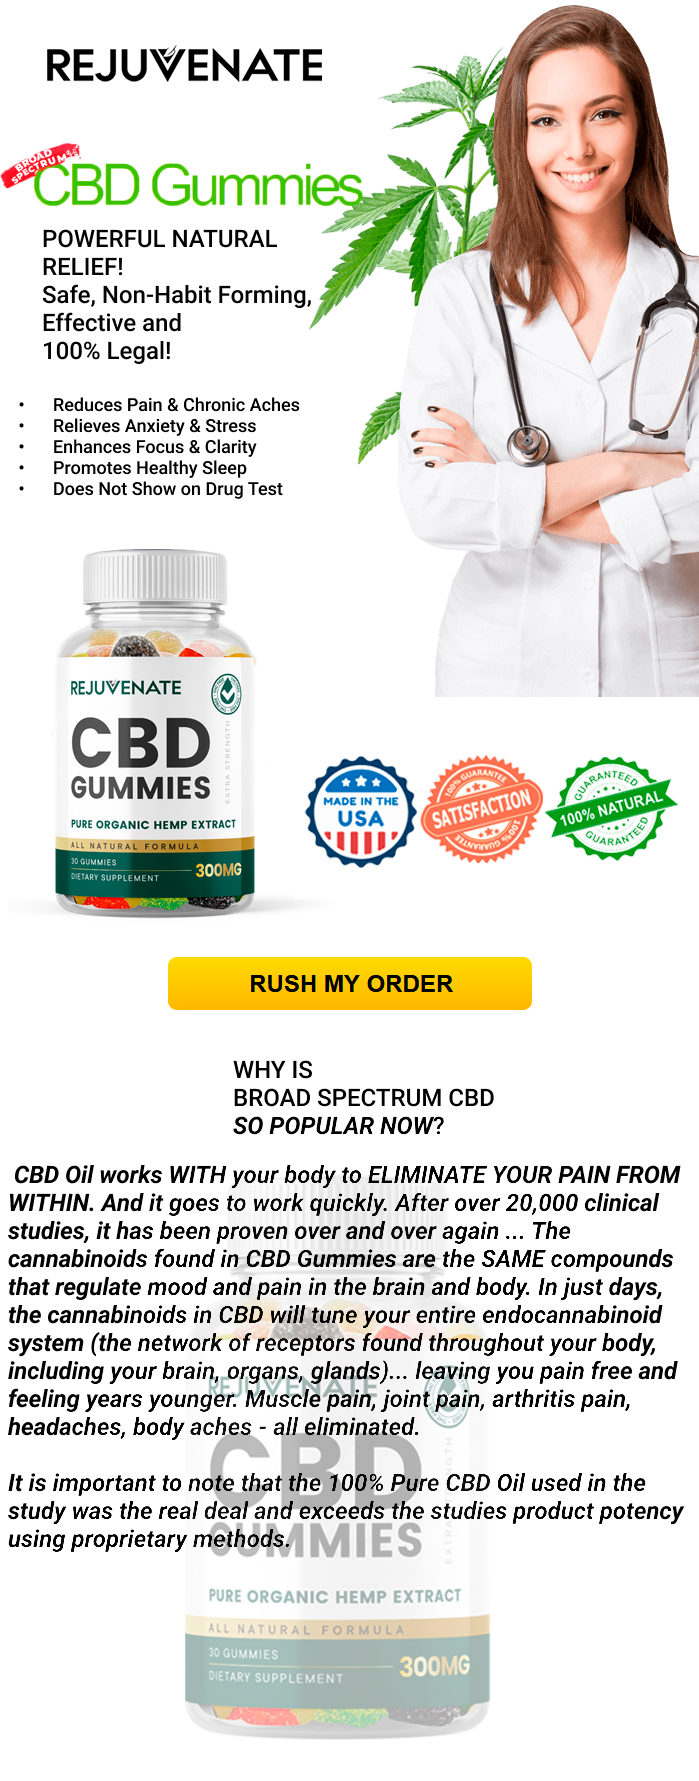 REJUVENATE
BROAD
SPECTRUM
CBD Gummies
POWERFUL NATURAL
RELIEF!
Safe, Non-Habit Forming,
Effective and
100% Legal!
• Reduces Pain & Chronic Aches
• Relieves Anxiety & Stress
• Enhances Focus & Clarity
• Promotes Healthy Sleep
• Does Not Show on Drug Test
REJUVENATE
CBD
GUMMIES
EXTRA STRENGTH
PURE ORGANIC HEMP EXTRACT
ALL NATURAL FORMULA
30 GUMMIES
DIETARY SUPPLEMENT
300MG
MADE IN THE
USA
100% GUARANTEE
SATISFACTION
100% GUARANTEE
GUARANTEED
100% NATURAL
GUARANTEED
RUSH MY ORDER
WHY IS
BROAD SPECTRUM CBD
SO POPULAR NOW?
CBD Oil works WITH your body to ELIMINATE YOUR PAIN FROM
WITHIN. And it goes to work quickly. After over 20,000 clinical
studies, it has been proven over and over again ... The
cannabinoids found in CBD Gummies are the SAME compounds
that regulate mood and pain in the brain and body. In just days,
the cannabinoids in CBD will tune your entire endocannabinoid
system (the network of receptors found throughout your body,
including your brain, organs, glands)... leaving you pain free and
feeling years younger. Muscle pain, joint pain, arthritis pain,
headaches, body aches - all eliminated.
It is important to note that the 100% Pure CBD Oil used in the
study was the real deal and exceeds the studies product potency
using proprietary methods.
REJUVENATE
CBD
GUMMIES
EXTRA STRENGTH
PURE ORGANIC HEMP EXTRACT
ALL NATURAL FORMULA
30 GUMMIES
DIETARY SUPPLEMENT
300MG